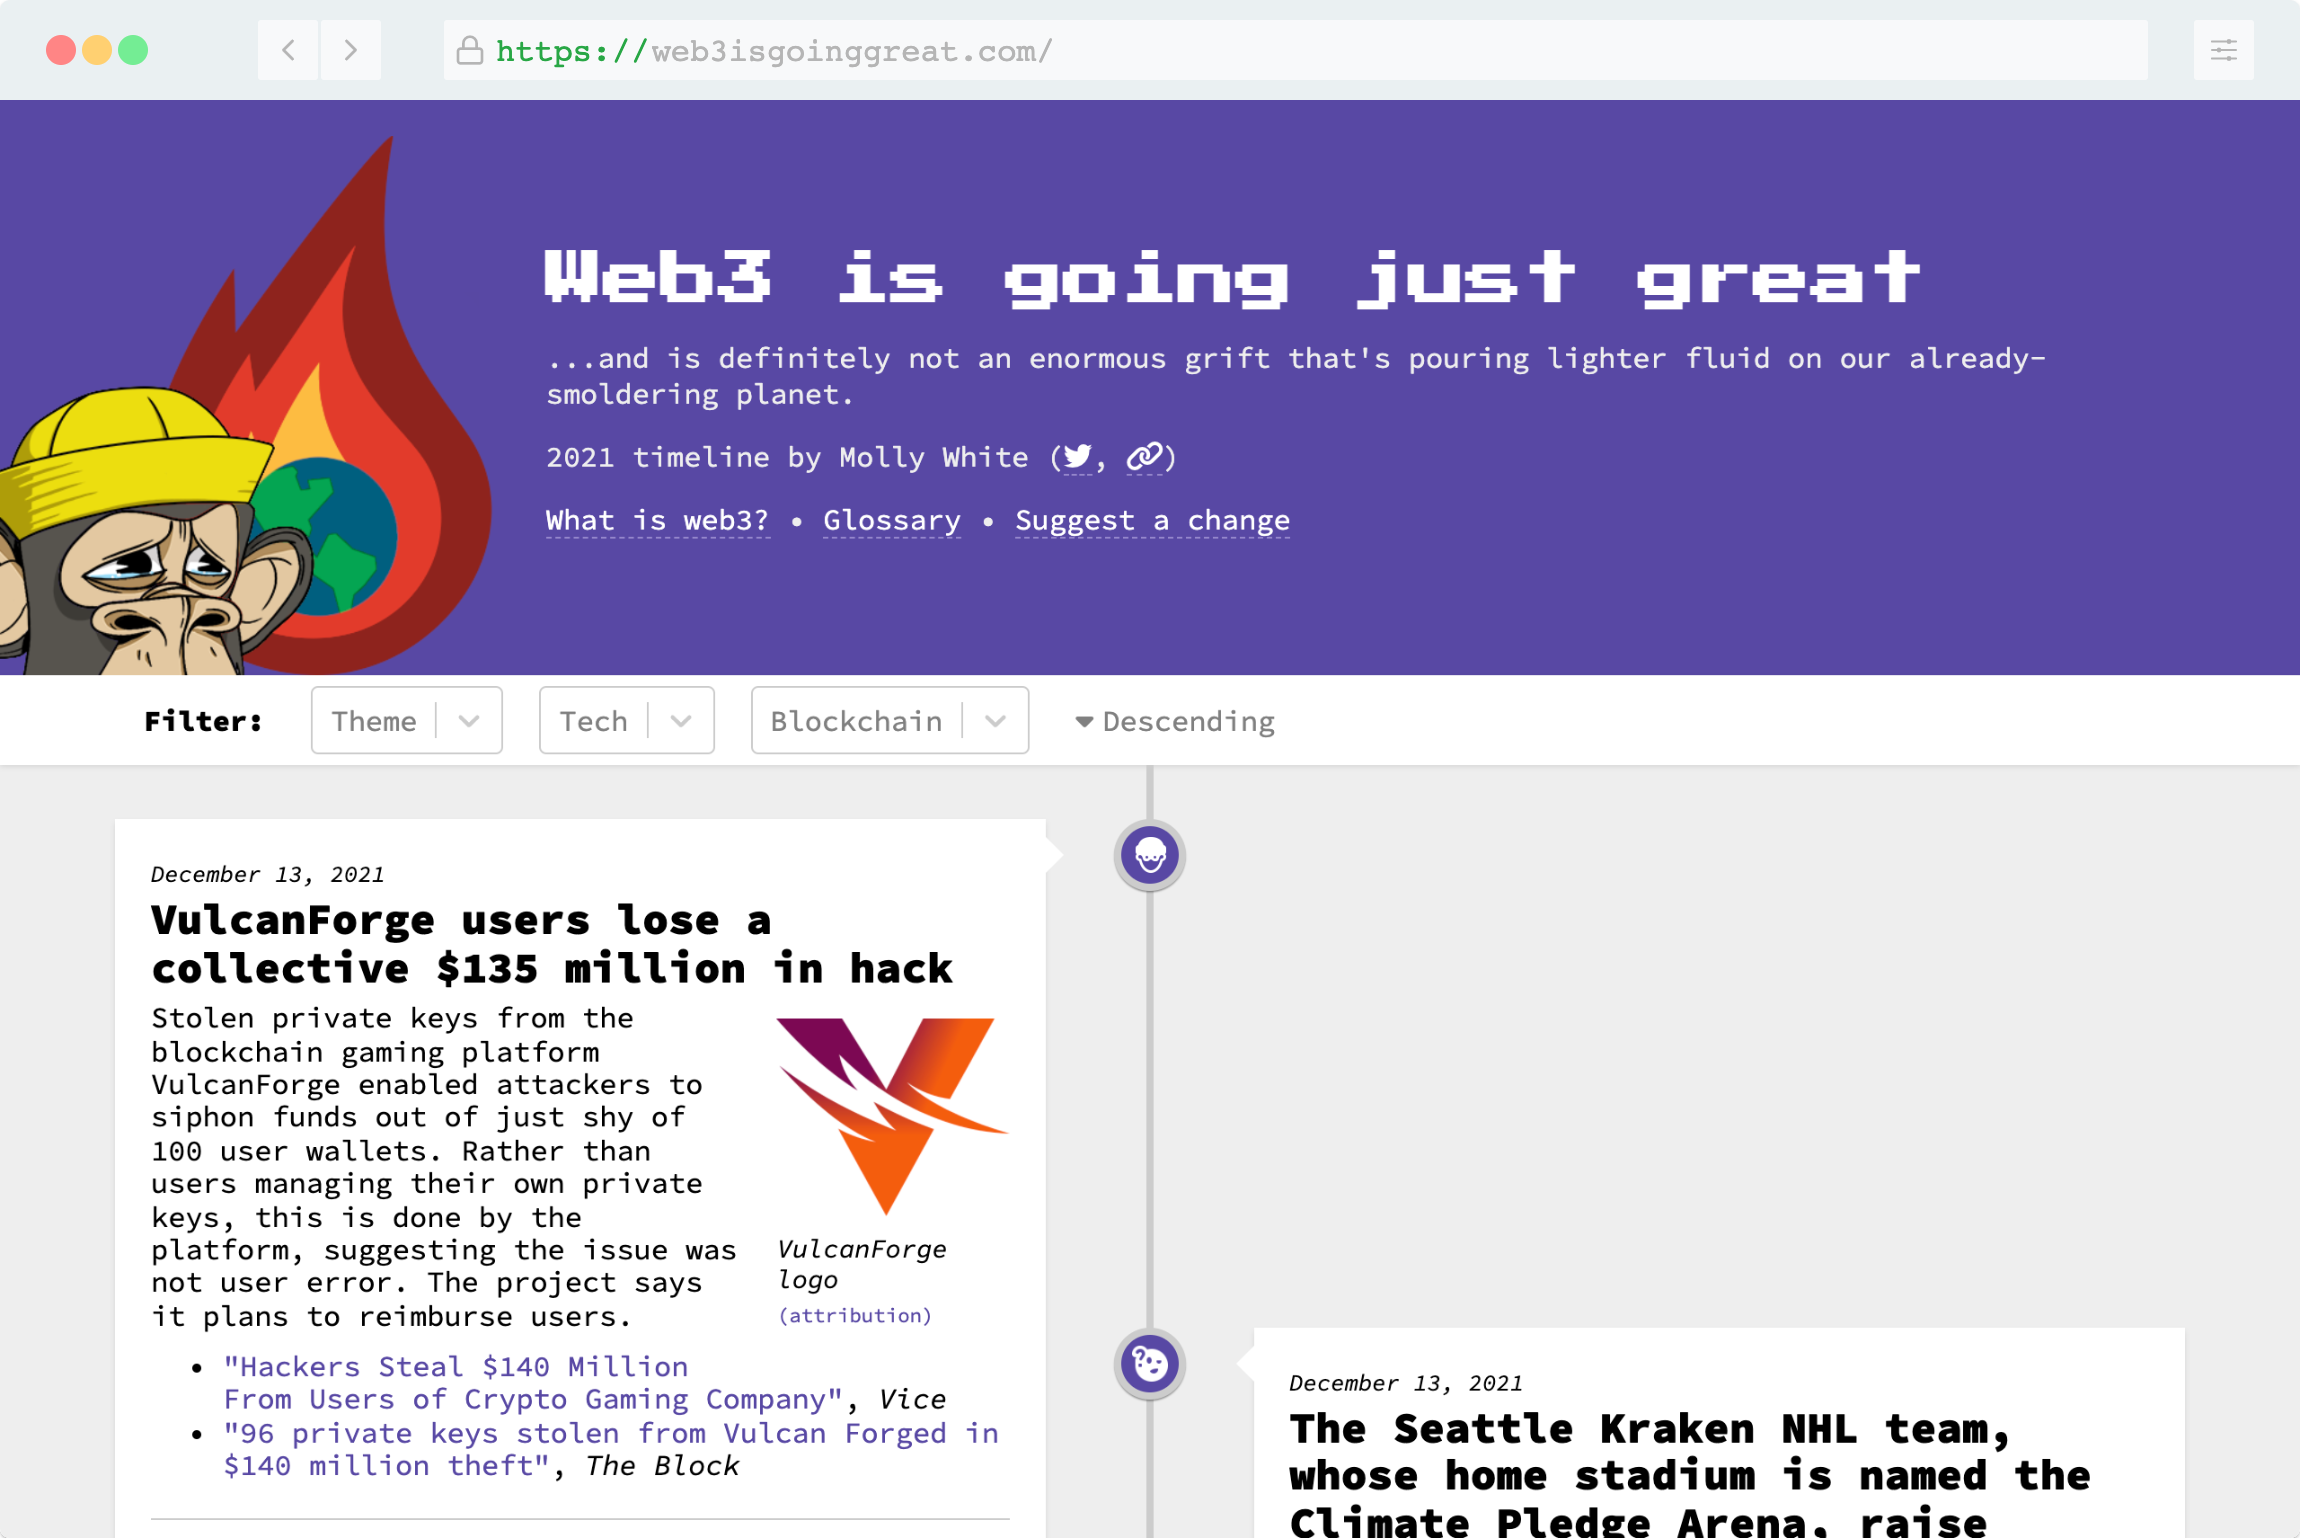 https://web3isgoinggreat.com/
Web3 is going just great
...and is definitely not an enormous grift that's pouring lighter fluid on our already-
smoldering planet.
2021 timeline by Molly White (, )
What is web3? • Glossary • Suggest a change
Filter: Theme Tech Blockchain Descending
December 13, 2021
VulcanForge users lose a
collective $135 million in hack
Stolen private keys from the
blockchain gaming platform
VulcanForge enabled attackers to
siphon funds out of just shy of
100 user wallets. Rather than
users managing their own private
keys, this is done by the
platform, suggesting the issue was
not user error. The project says
it plans to reimburse users.
VulcanForge
logo
(attribution)
• "Hackers Steal $140 Million
From Users of Crypto Gaming Company", Vice
• "96 private keys stolen from Vulcan Forged in
$140 million theft", The Block
December 13, 2021
The Seattle Kraken NHL team,
whose home stadium is named the
Climate Pledge Arena, raise